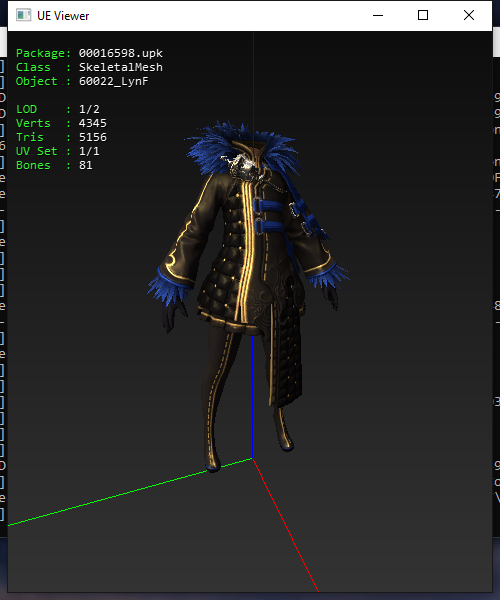 UE Viewer
Package: 00016598.upk
Class : SkeletalMesh
Object : 60022_LynF
LOD : 1/2
Verts : 4345
Tris : 5156
UV Set : 1/1
Bones : 81